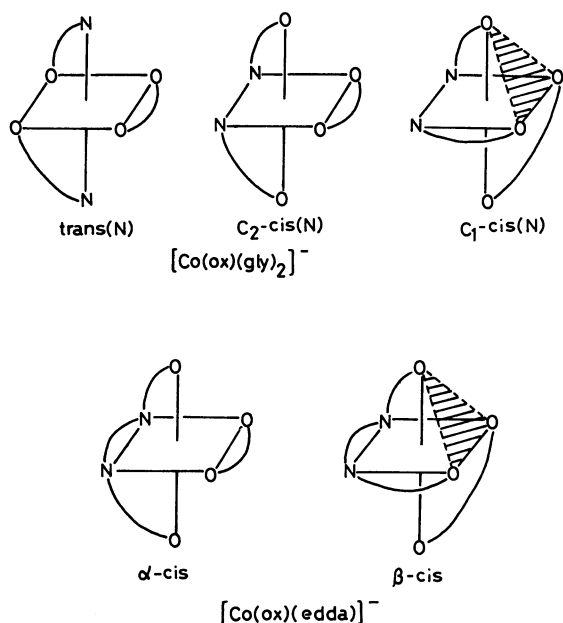 N O N O O O N
N O O O
O N O
N O O O N O
N O O
trans(N) C2-cis(N) C1-cis(N)
[Co(ox)(gly)2]−
O O
N O N O
N O N O
O O
α-cis β-cis
[Co(ox)(edda)]−